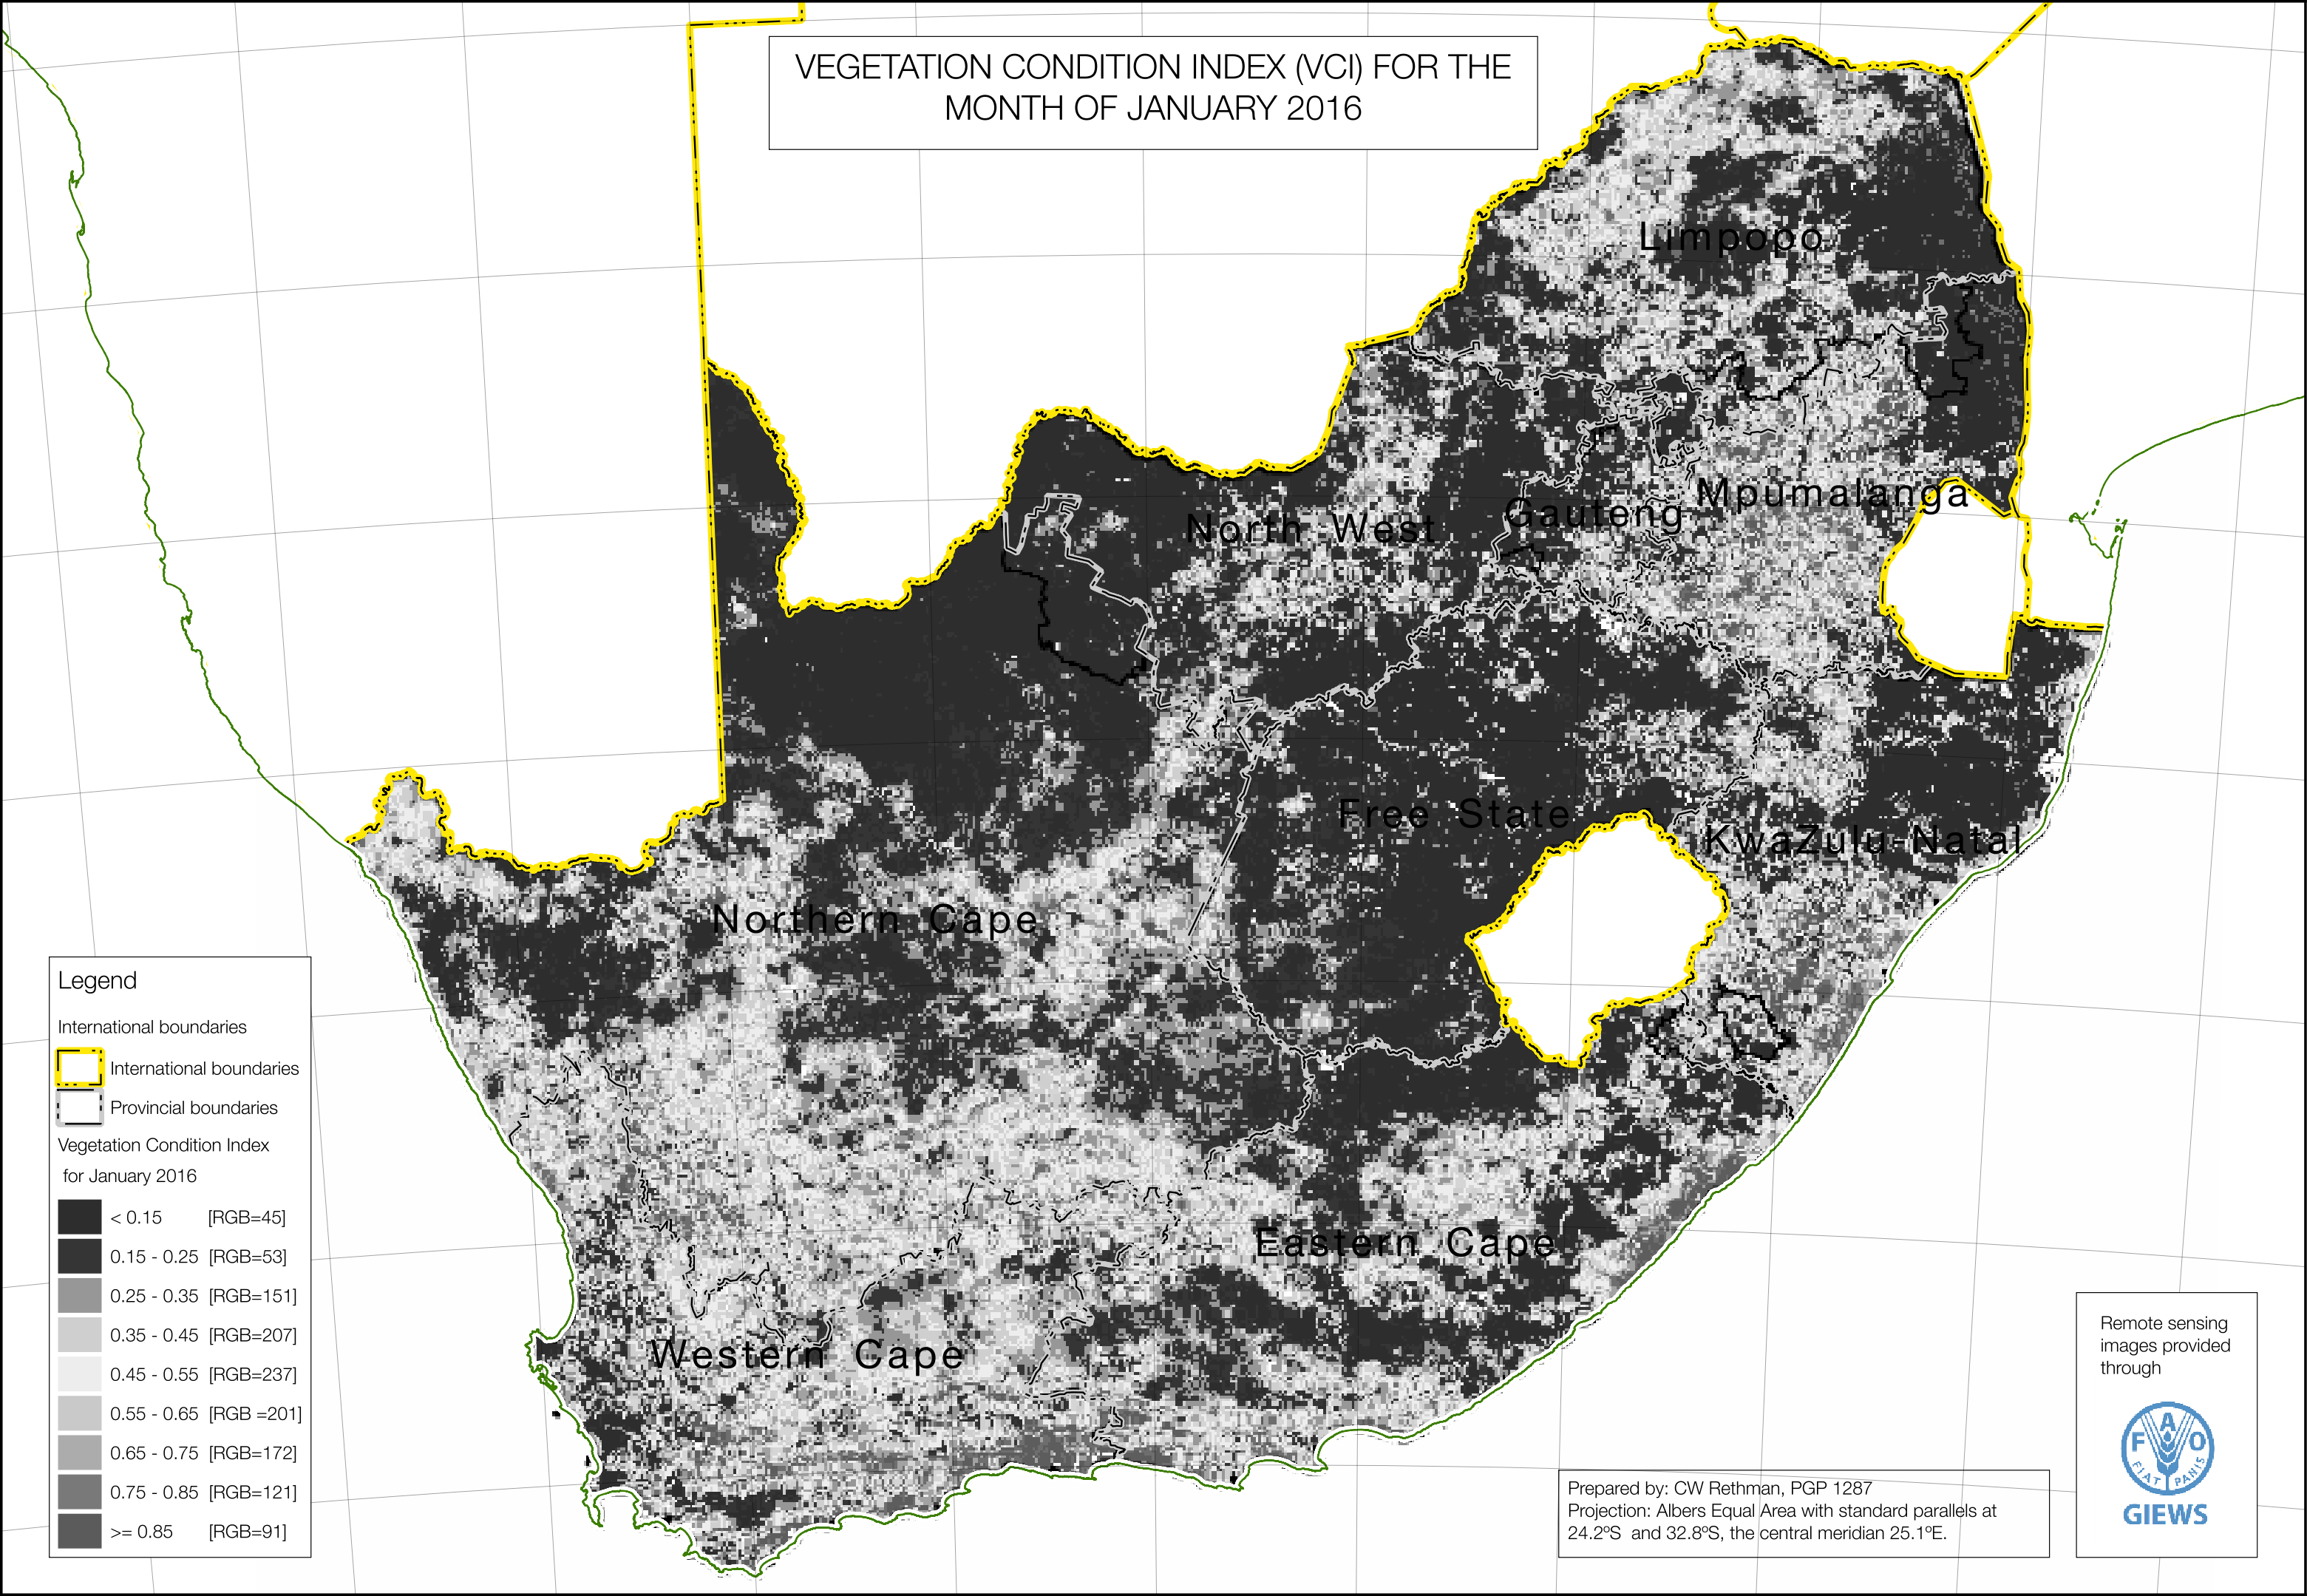 VEGETATION CONDITION INDEX (VCI) FOR THE
MONTH OF JANUARY 2016
Limpopo
Mpumalanga
Gauteng
North West
Free State
KwaZulu-Natal
Northern Cape
Eastern Cape
Western Cape
Legend
International boundaries
International boundaries
Provincial boundaries
Vegetation Condition Index
for January 2016
< 0.15 [RGB=45]
0.15 - 0.25 [RGB=53]
0.25 - 0.35 [RGB=151]
0.35 - 0.45 [RGB=207]
0.45 - 0.55 [RGB=237]
0.55 - 0.65 [RGB =201]
0.65 - 0.75 [RGB=172]
0.75 - 0.85 [RGB=121]
>= 0.85 [RGB=91]
Prepared by: CW Rethman, PGP 1287
Projection: Albers Equal Area with standard parallels at
24.2ºS and 32.8ºS, the central meridian 25.1ºE.
Remote sensing
images provided
through
F A O
FIAT PANIS
GIEWS